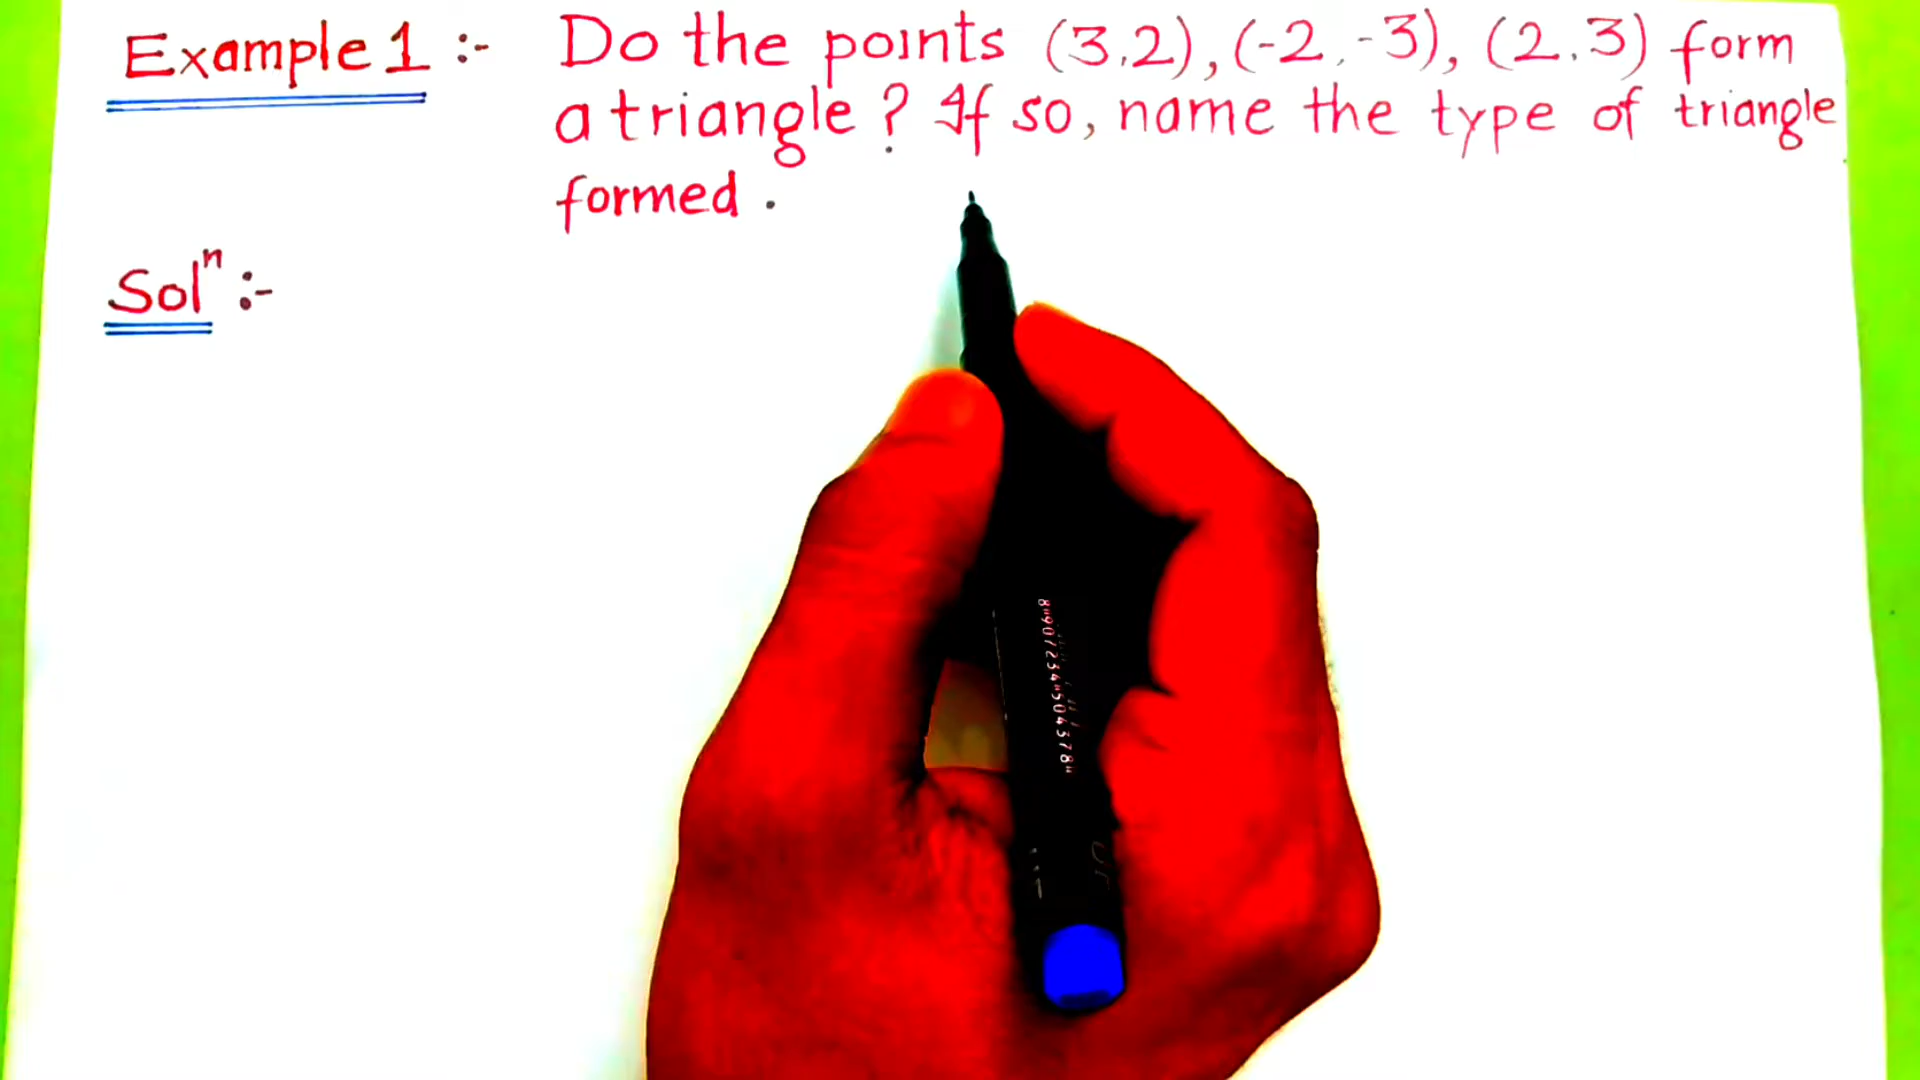 Example 1 :- Do the points (3,2), (-2,-3), (2,3) form
a triangle ? If so, name the type of triangle
formed .
Solⁿ :-